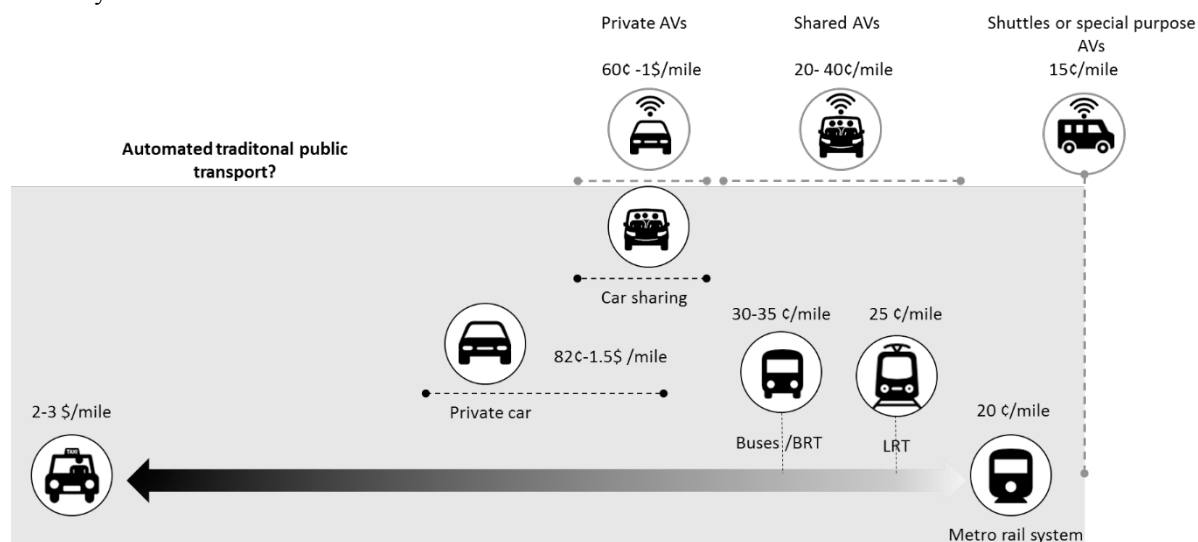 Private AVs
Shared AVs
Shuttles or special purpose
AVs
60¢ -1$/mile
20- 40¢/mile
15¢/mile
Automated traditonal public
transport?
Car sharing
30-35 ¢/mile
25 ¢/mile
82¢-1.5$ /mile
2-3 $/mile
Private car
20 ¢/mile
Buses /BRT
LRT
TAXI
Metro rail system